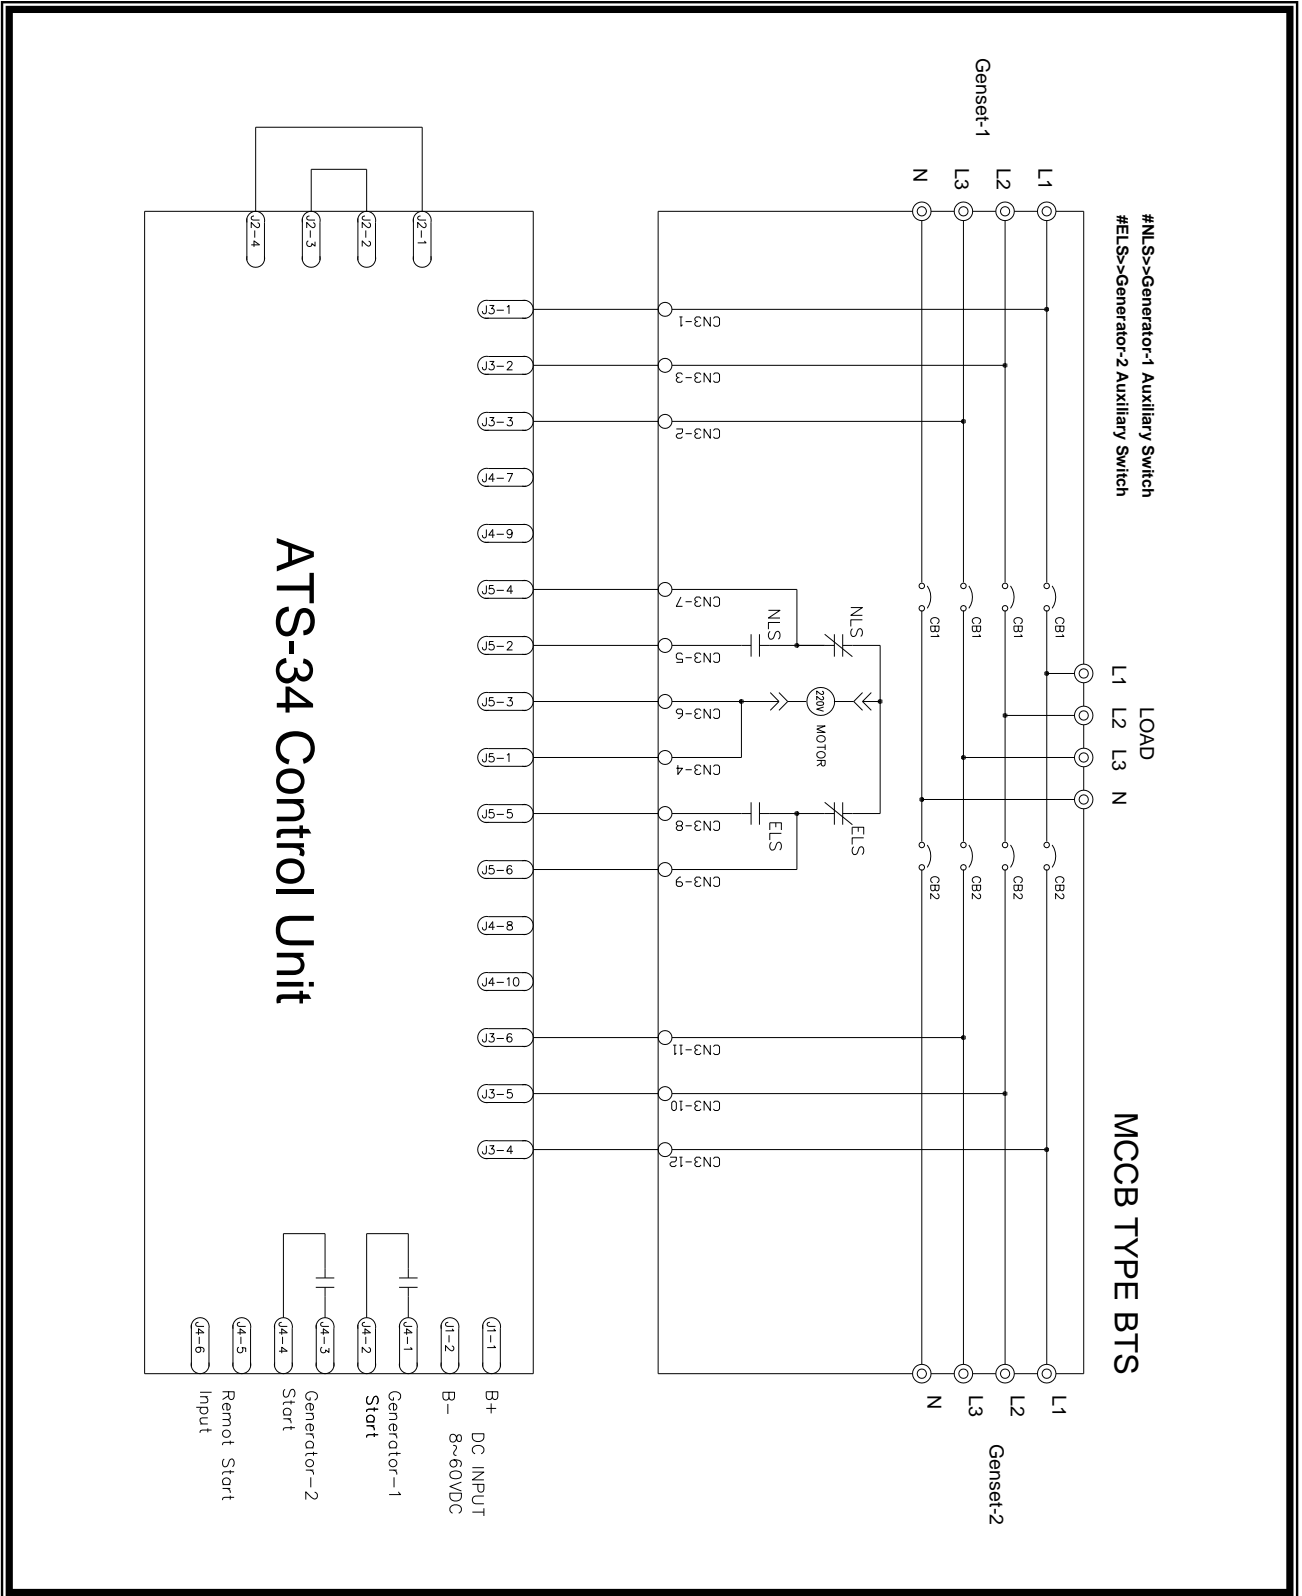 MCCB TYPE BTS
#NLS>>Generator-1 Auxiliary Switch
#ELS>>Generator-2 Auxiliary Switch
LOAD
L1
L2
L3
N
Genset-1
L1
L2
L3
N
CB1
CB1
CB1
CB1
CB2
CB2
CB2
CB2
L1
L2
L3
N
Genset-2
NLS
NLS
220V
MOTOR
ELS
ELS
CN3-1
CN3-3
CN3-2
CN3-7
CN3-5
CN3-6
CN3-4
CN3-8
CN3-9
CN3-11
CN3-10
CN3-12
J3-1
J3-2
J3-3
J4-7
J4-9
J5-4
J5-2
J5-3
J5-1
J5-5
J5-6
J4-8
J4-10
J3-6
J3-5
J3-4
J2-1
J2-2
J2-3
J2-4
ATS-34 Control Unit
J1-1
B+
J1-2
B-
DC INPUT
8~60VDC
J4-1
J4-2
Generator-1
Start
J4-3
J4-4
Generator-2
Start
J4-5
J4-6
Remot Start
Input